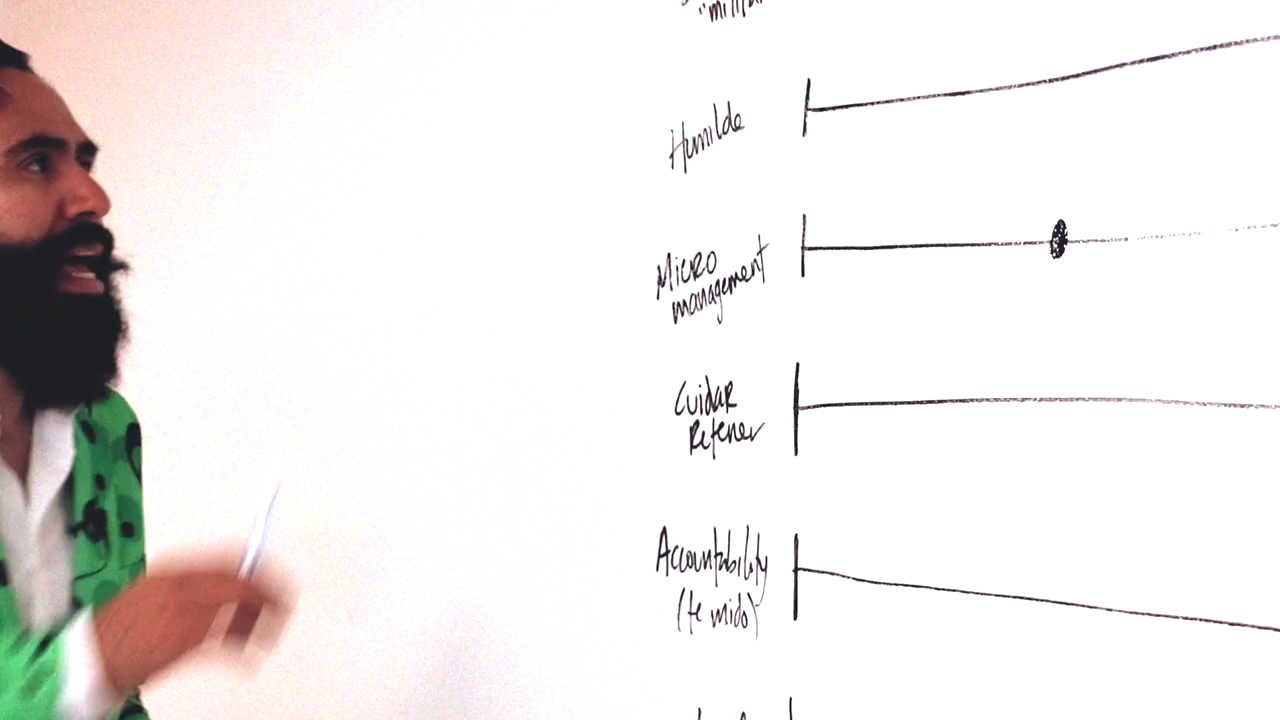 Humilde
Micro
management
Cuidar
Retener
Accountability
(te mido)